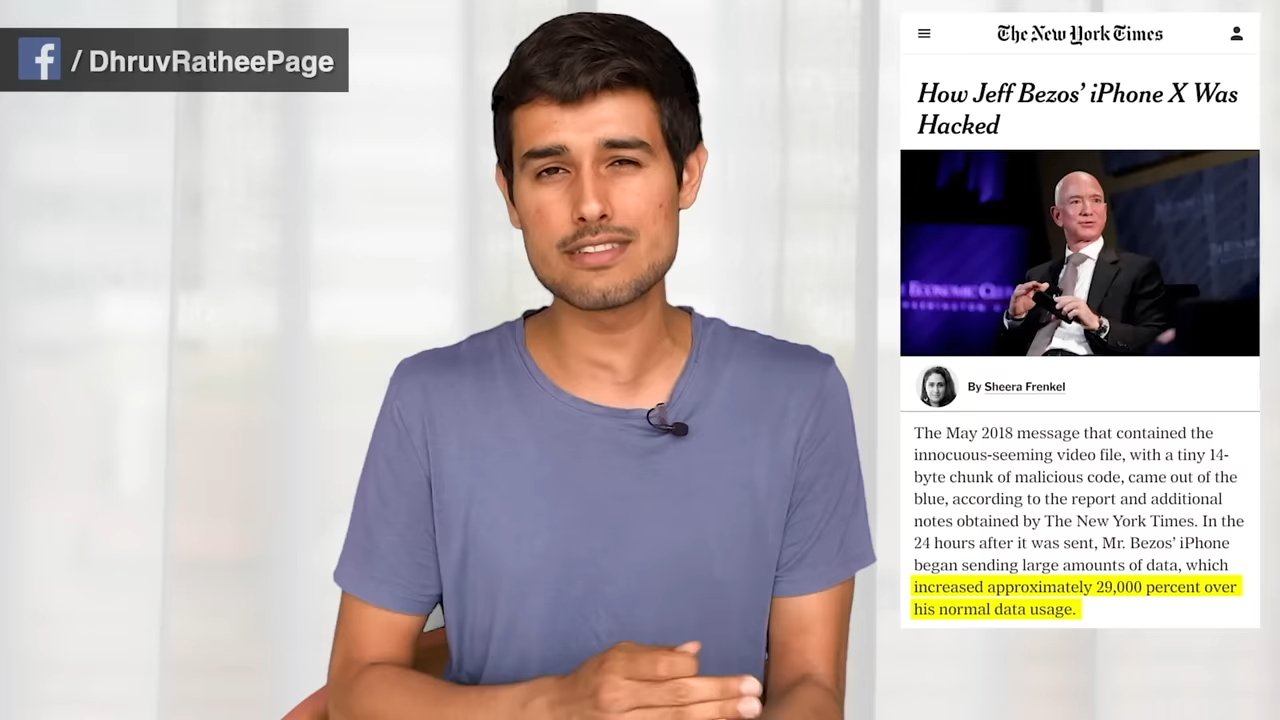 f / DhruvRatheePage
The New York Times
How Jeff Bezos’ iPhone X Was
Hacked
By Sheera Frenkel
The May 2018 message that contained the
innocuous-seeming video file, with a tiny 14-
byte chunk of malicious code, came out of the
blue, according to the report and additional
notes obtained by The New York Times. In the
24 hours after it was sent, Mr. Bezos’ iPhone
began sending large amounts of data, which
increased approximately 29,000 percent over
his normal data usage.